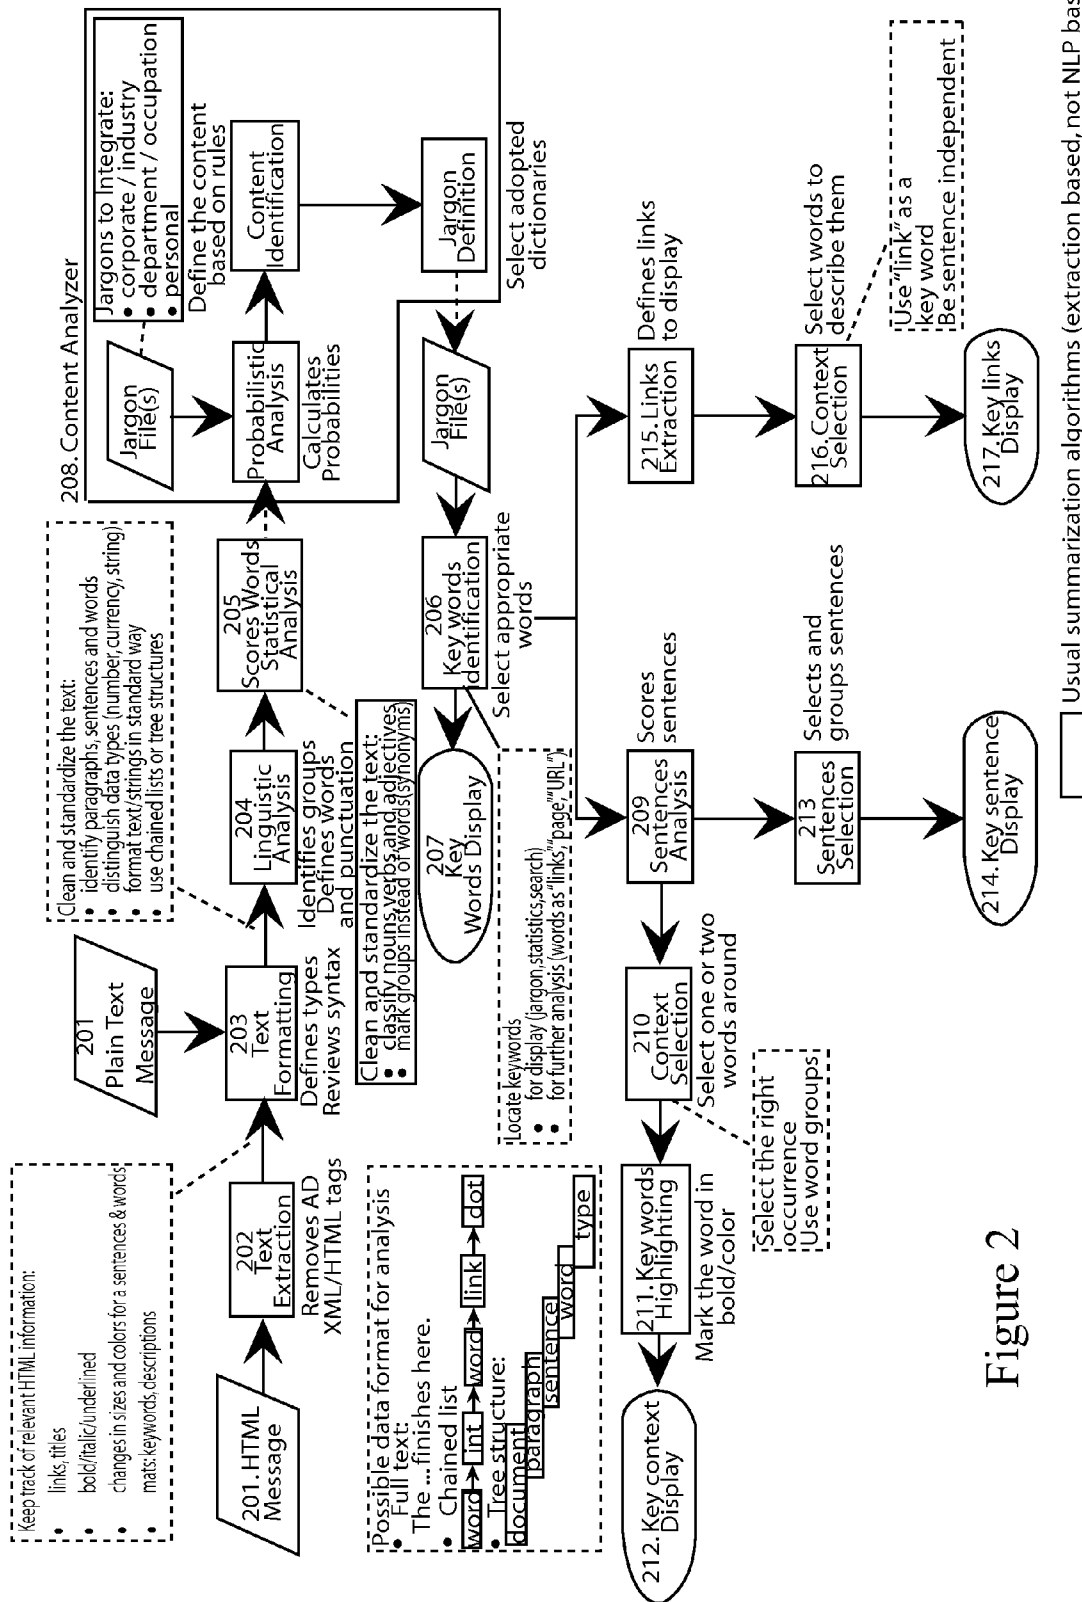 Keep track of relevant HTML information:
• links, titles
• bold/italic/underlined
• changes in sizes and colors for a sentences & words
• mats: keywords, descriptions
201. HTML
Message
202
Text
Extraction
Removes AD
XML/HTML tags
201
Plain Text
Message
203
Text
Formatting
Defines types
Reviews syntax
Clean and standardize the text:
• identify paragraphs, sentences and words
• distinguish data types (number, currency, string)
• format text/strings in standard way
• use chained lists or tree structures
204
Linguistic
Analysis
Identifies groups
Defines words
and punctuation
205
Scores Words
Statistical
Analysis
Clean and standardize the text:
• classify nouns, verbs and adjectives
• mark groups instead of words (synonyms)
208. Content Analyzer
Jargon
File(s)
Jargons to Integrate:
• corporate / industry
• department / occupation
• personal
Probabilistic
Analysis
Calculates
Probabilities
Define the content
based on rules
Content
Identification
Jargon
Definition
Select adopted
dictionaries
Jargon
File(s)
206
Key words
identification
Select appropriate
words
207
Key
Words Display
Locate keywords
• for display (jargon, statistics, search)
• for further analysis (words as "links", "page", "URL")
Possible data format for analysis
• Full text:
The ... finishes here.
• Chained list
word int word link dot
• Tree structure:
document
paragraph
sentence
word
type
209
Sentences
Analysis
Scores
sentences
210
Context
Selection
Select one or two
words around
Select the right
occurrence
Use word groups
211. Key words
Highlighting
Mark the word in
bold/color
212. Key context
Display
213
Sentences
Selection
Selects and
groups sentences
214. Key sentence
Display
215. Links
Extraction
Defines links
to display
216. Context
Selection
Select words to
describe them
Use "link" as a
key word
Be sentence independent
217. Key links
Display
Usual summarization algorithms (extraction based, not NLP bas
Figure 2